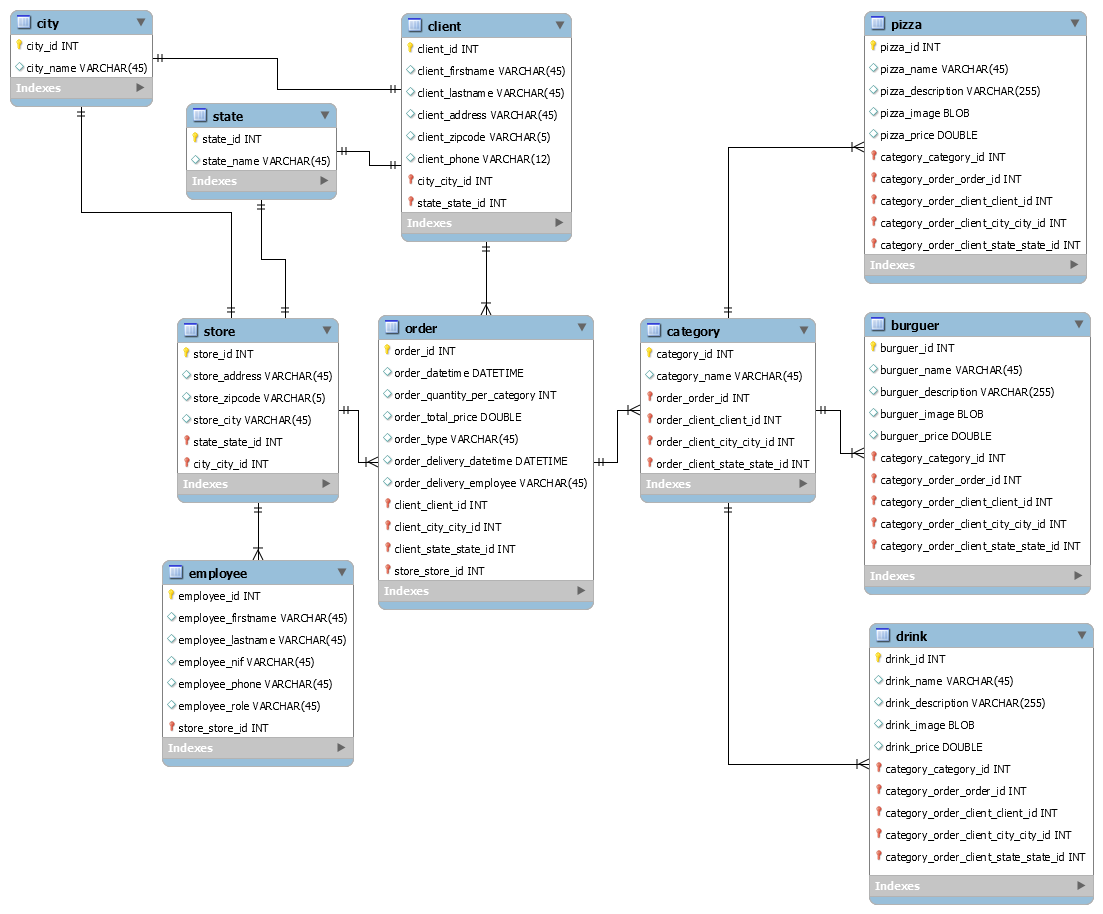 city
city_id INT
city_name VARCHAR(45)
Indexes
state
state_id INT
state_name VARCHAR(45)
Indexes
client
client_id INT
client_firstname VARCHAR(45)
client_lastname VARCHAR(45)
client_address VARCHAR(45)
client_zipcode VARCHAR(5)
client_phone VARCHAR(12)
city_city_id INT
state_state_id INT
Indexes
pizza
pizza_id INT
pizza_name VARCHAR(45)
pizza_description VARCHAR(255)
pizza_image BLOB
pizza_price DOUBLE
category_category_id INT
category_order_order_id INT
category_order_client_client_id INT
category_order_client_city_city_id INT
category_order_client_state_state_id INT
Indexes
store
store_id INT
store_address VARCHAR(45)
store_zipcode VARCHAR(5)
store_city VARCHAR(45)
state_state_id INT
city_city_id INT
Indexes
order
order_id INT
order_datetime DATETIME
order_quantity_per_category INT
order_total_price DOUBLE
order_type VARCHAR(45)
order_delivery_datetime DATETIME
order_delivery_employee VARCHAR(45)
client_client_id INT
client_city_city_id INT
client_state_state_id INT
store_store_id INT
Indexes
category
category_id INT
category_name VARCHAR(45)
order_order_id INT
order_client_client_id INT
order_client_city_city_id INT
order_client_state_state_id INT
Indexes
burguer
burguer_id INT
burguer_name VARCHAR(45)
burguer_description VARCHAR(255)
burguer_image BLOB
burguer_price DOUBLE
category_category_id INT
category_order_order_id INT
category_order_client_client_id INT
category_order_client_city_city_id INT
category_order_client_state_state_id INT
Indexes
employee
employee_id INT
employee_firstname VARCHAR(45)
employee_lastname VARCHAR(45)
employee_nif VARCHAR(45)
employee_phone VARCHAR(45)
employee_role VARCHAR(45)
store_store_id INT
Indexes
drink
drink_id INT
drink_name VARCHAR(45)
drink_description VARCHAR(255)
drink_image BLOB
drink_price DOUBLE
category_category_id INT
category_order_order_id INT
category_order_client_client_id INT
category_order_client_city_city_id INT
category_order_client_state_state_id INT
Indexes